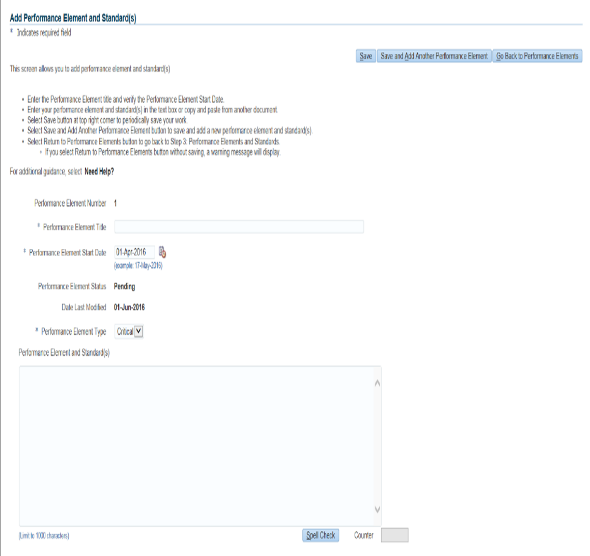 Add Performance Element and Standard(s)
* Indicates required field
Save Save and Add Another Performance Element Go Back to Performance Elements
This screen allows you to add performance element and standard(s)
• Enter the Performance Element title and verify the Performance Element Start Date.
• Enter your performance element and standard(s) in the text box or copy and paste from another document.
• Select Save button at top right corner to periodically save your work
• Select Save and Add Another Performance Element button to save and add a new performance element and standard(s).
• Select Return to Performance Elements button to go back to Step 3: Performance Elements and Standards.
• If you select Return to Performance Elements button without saving, a warning message will display.
For additional guidance, select Need Help?
Performance Element Number 1
* Performance Element Title
* Performance Element Start Date 01-Apr-2016
(example: 17-May-2016)
Performance Element Status Pending
Date Last Modified 01-Jun-2016
* Performance Element Type Critical
Performance Element and Standard(s)
(Limit to 1000 characters) Spell Check Counter